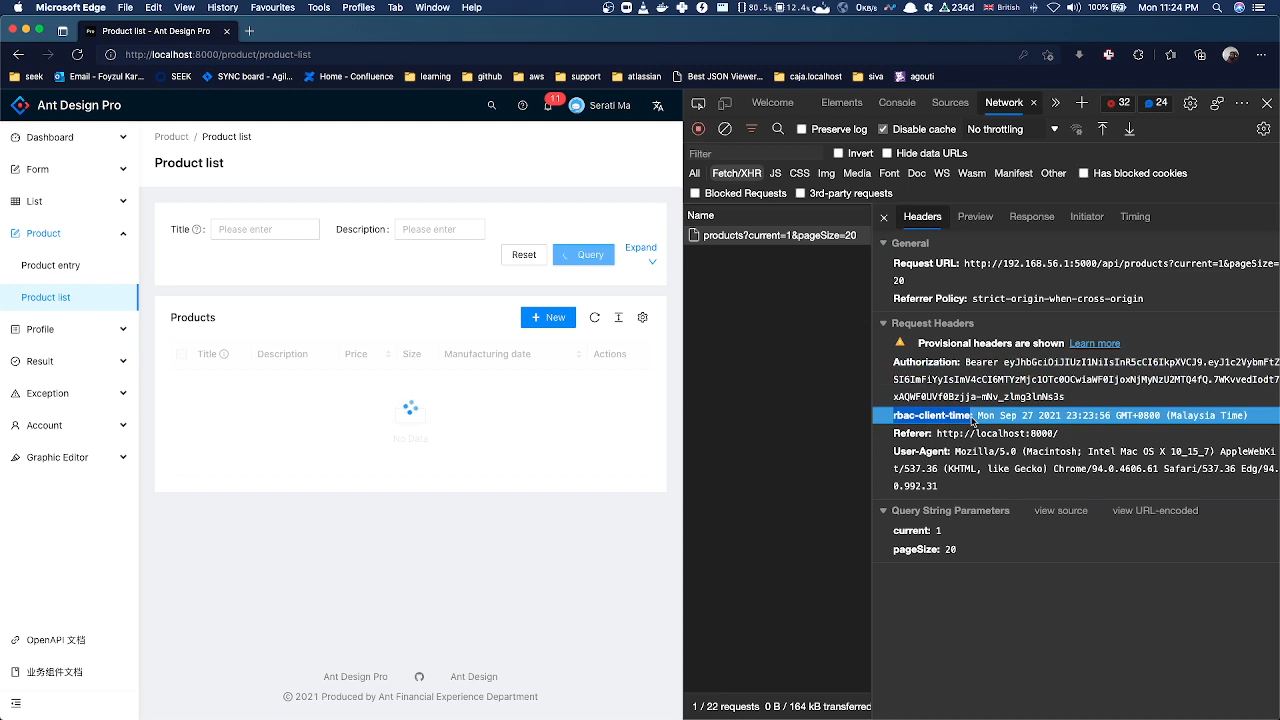 Microsoft Edge File Edit View History Favourites Tools Profiles Tab Window Help 80.5% 12.4% Okas 234d British 100% Mon 11:24 PM
Product list - Ant Design Pro
http://localhost:8000/product/product-list
seek Email - Foyzul Kar... SEEK SYNC board - Agil... Home - Confluence learning github aws support atlassian Best JSON Viewer... caja.localhost siva agouti
Ant Design Pro 11 Serati Ma
Dashboard
Form
List
Product
Product entry
Product list
Profile
Result
Exception
Account
Graphic Editor
OpenAPI 文档
业务组件文档
Product / Product list
Product list
Title : Please enter Description : Please enter
Reset Query Expand
Products New
Title Description Price Size Manufacturing date Actions
No Data
Ant Design Pro Ant Design
© 2021 Produced by Ant Financial Experience Department
Welcome Elements Console Sources Network 32 24
Preserve log Disable cache No throttling
Filter Invert Hide data URLs
All Fetch/XHR JS CSS Img Media Font Doc WS Wasm Manifest Other Has blocked cookies
Blocked Requests 3rd-party requests
Name
products?current=1&pageSize=20
1 / 22 requests 0 B / 164 kB transferred
Headers Preview Response Initiator Timing
General
Request URL: http://192.168.56.1:5000/api/products?current=1&pageSize=
20
Referrer Policy: strict-origin-when-cross-origin
Request Headers
Provisional headers are shown Learn more
Authorization: Bearer
rbac-client-time: Mon Sep 27 2021 23:23:56 GMT+0800 (Malaysia Time)
Referer: http://localhost:8000/
User-Agent: Mozilla/5.0 (Macintosh; Intel Mac OS X 10_15_7) AppleWebKi
t/537.36 (KHTML, like Gecko) Chrome/94.0.4606.61 Safari/537.36 Edg/94.
0.992.31
Query String Parameters view source view URL-encoded
current: 1
pageSize: 20